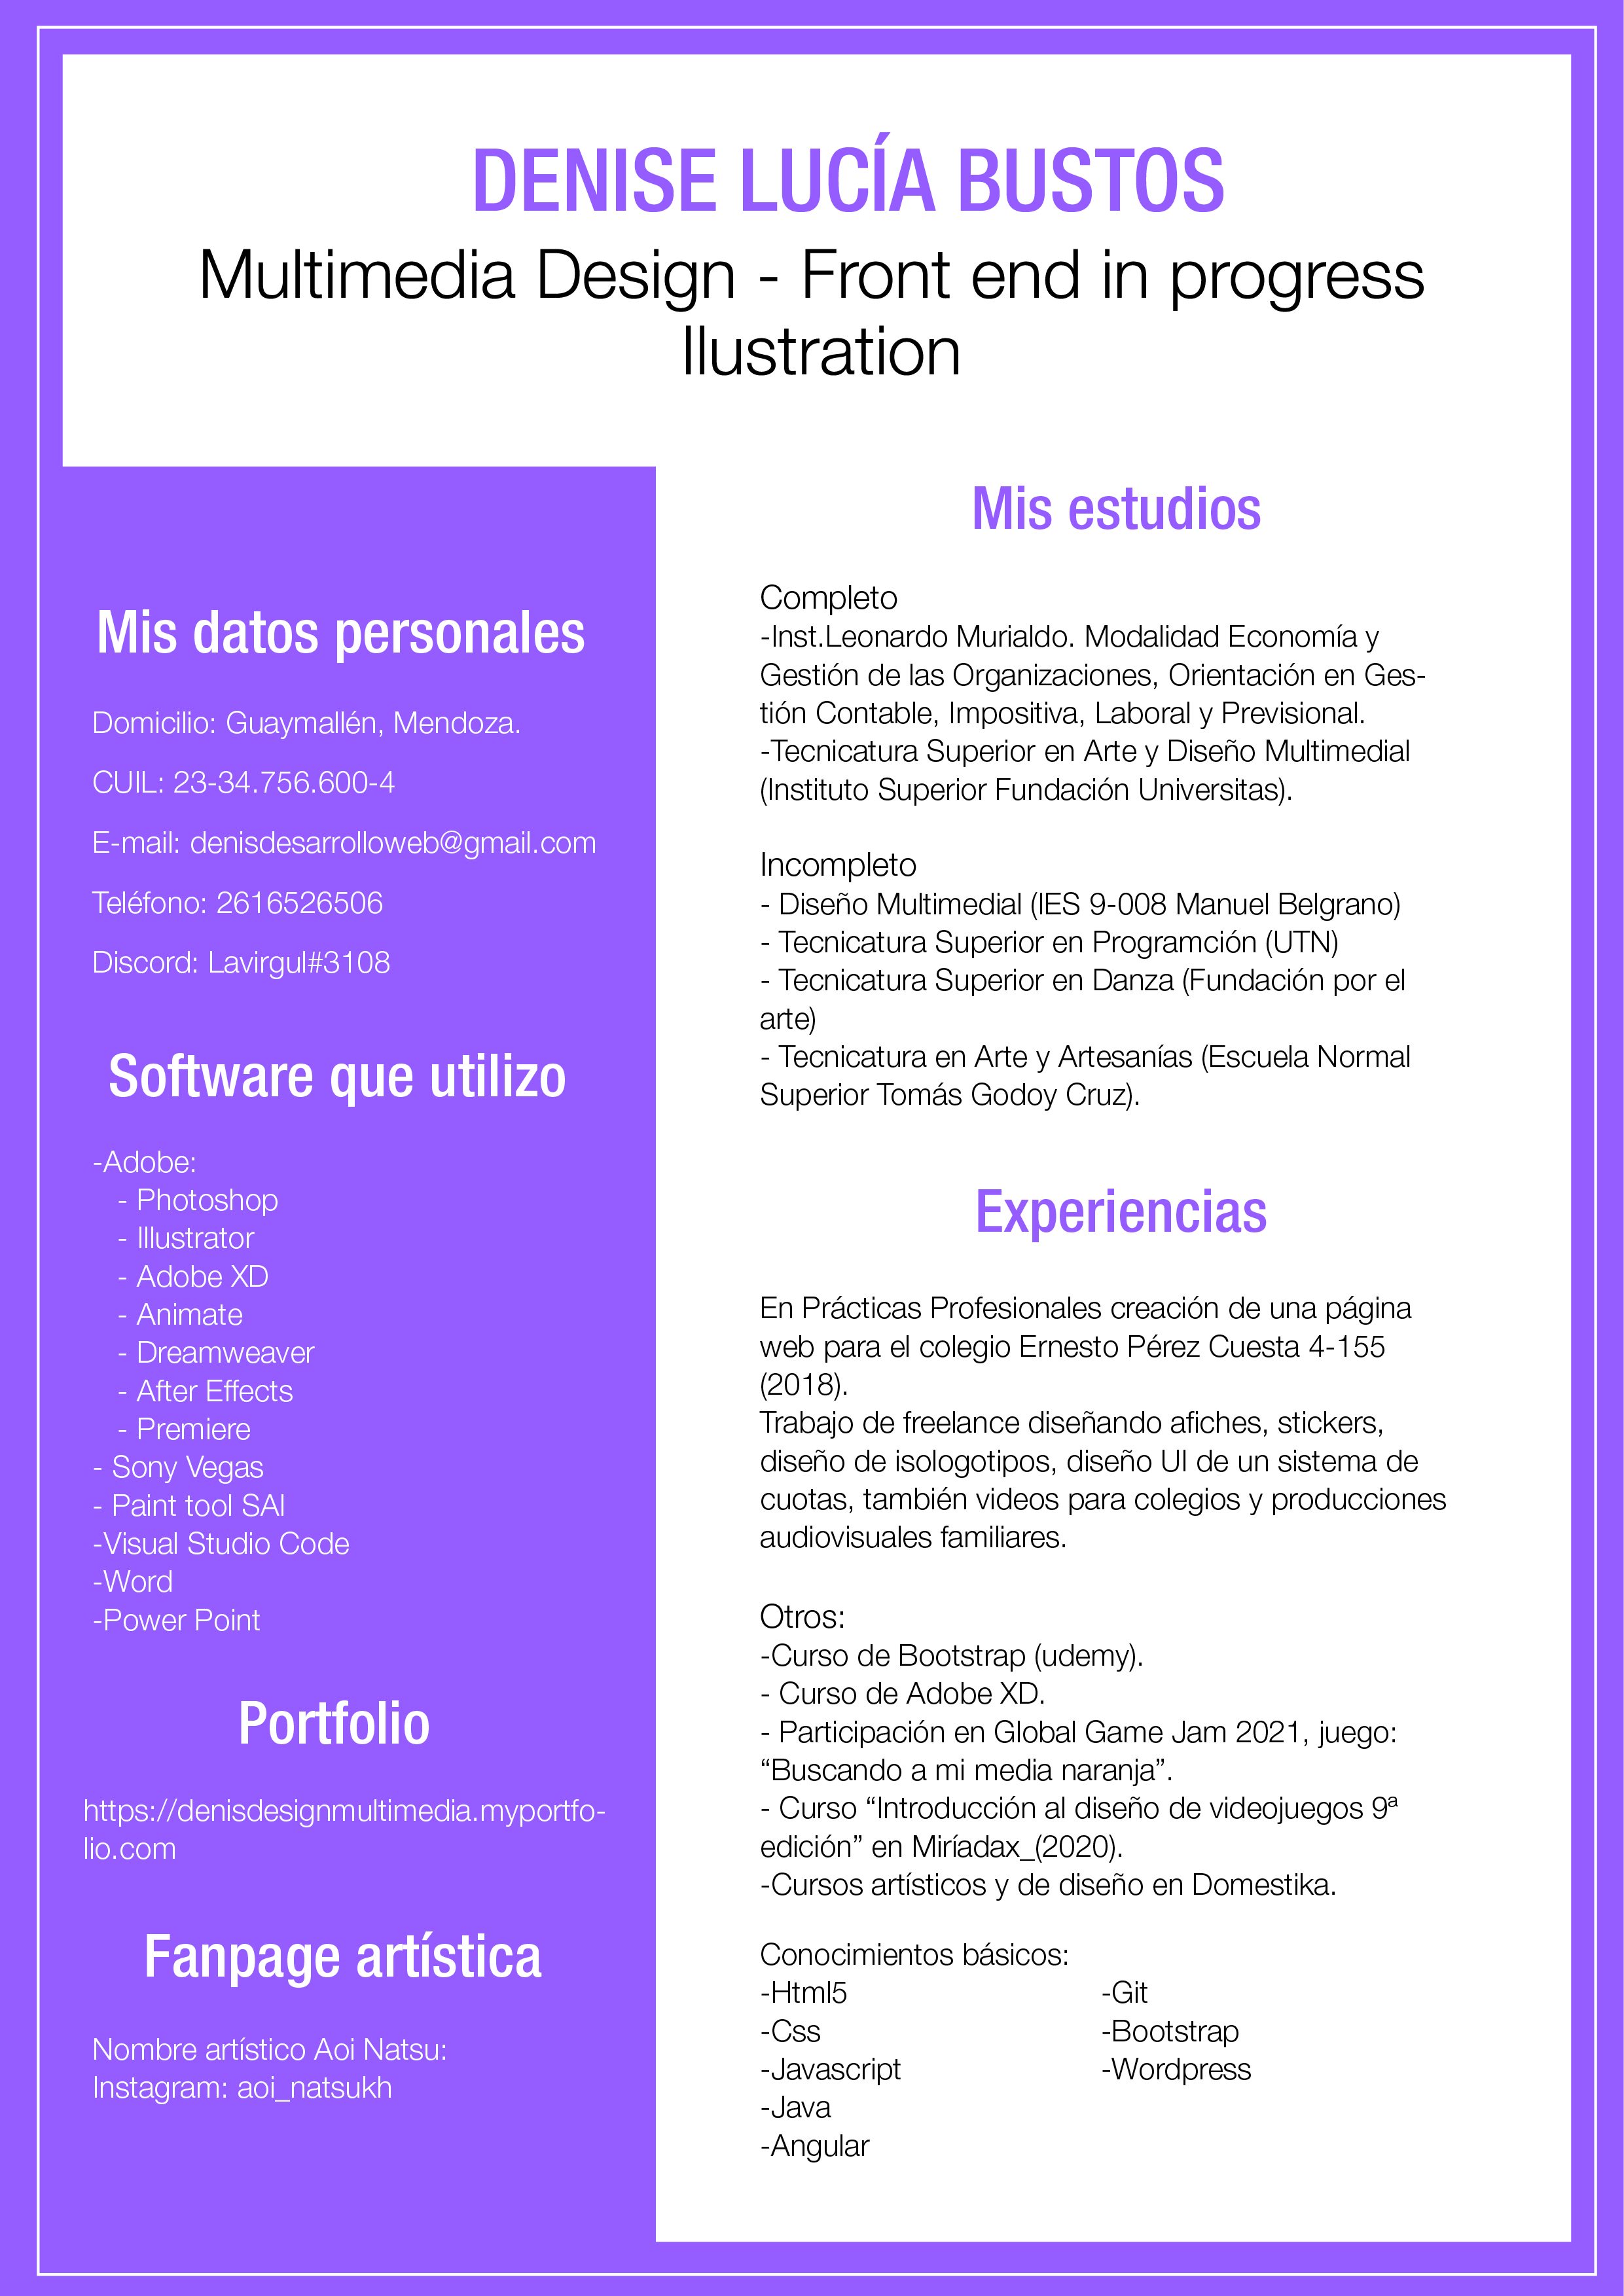 DENISE LUCÍA BUSTOS
Multimedia Design - Front end in progress
Ilustration
Mis datos personales
Domicilio: Guaymallén, Mendoza.
CUIL: 23-34.756.600-4
E-mail: denisdesarrolloweb@gmail.com
Teléfono: 2616526506
Discord: Lavirgul#3108
Software que utilizo
-Adobe:
- Photoshop
- Illustrator
- Adobe XD
- Animate
- Dreamweaver
- After Effects
- Premiere
- Sony Vegas
- Paint tool SAI
-Visual Studio Code
-Word
-Power Point
Portfolio
https://denisdesignmultimedia.myportfo-
lio.com
Fanpage artística
Nombre artístico Aoi Natsu:
Instagram: aoi_natsukh
Mis estudios
Completo
-Inst.Leonardo Murialdo. Modalidad Economía y
Gestión de las Organizaciones, Orientación en Ges-
tión Contable, Impositiva, Laboral y Previsional.
-Tecnicatura Superior en Arte y Diseño Multimedial
(Instituto Superior Fundación Universitas).
Incompleto
- Diseño Multimedial (IES 9-008 Manuel Belgrano)
- Tecnicatura Superior en Programción (UTN)
- Tecnicatura Superior en Danza (Fundación por el
arte)
- Tecnicatura en Arte y Artesanías (Escuela Normal
Superior Tomás Godoy Cruz).
Experiencias
En Prácticas Profesionales creación de una página
web para el colegio Ernesto Pérez Cuesta 4-155
(2018).
Trabajo de freelance diseñando afiches, stickers,
diseño de isologotipos, diseño UI de un sistema de
cuotas, también videos para colegios y producciones
audiovisuales familiares.
Otros:
-Curso de Bootstrap (udemy).
- Curso de Adobe XD.
- Participación en Global Game Jam 2021, juego:
“Buscando a mi media naranja”.
- Curso “Introducción al diseño de videojuegos 9ª
edición” en Miríadax_(2020).
-Cursos artísticos y de diseño en Domestika.
Conocimientos básicos:
-Html5
-Css
-Javascript
-Java
-Angular
-Git
-Bootstrap
-Wordpress